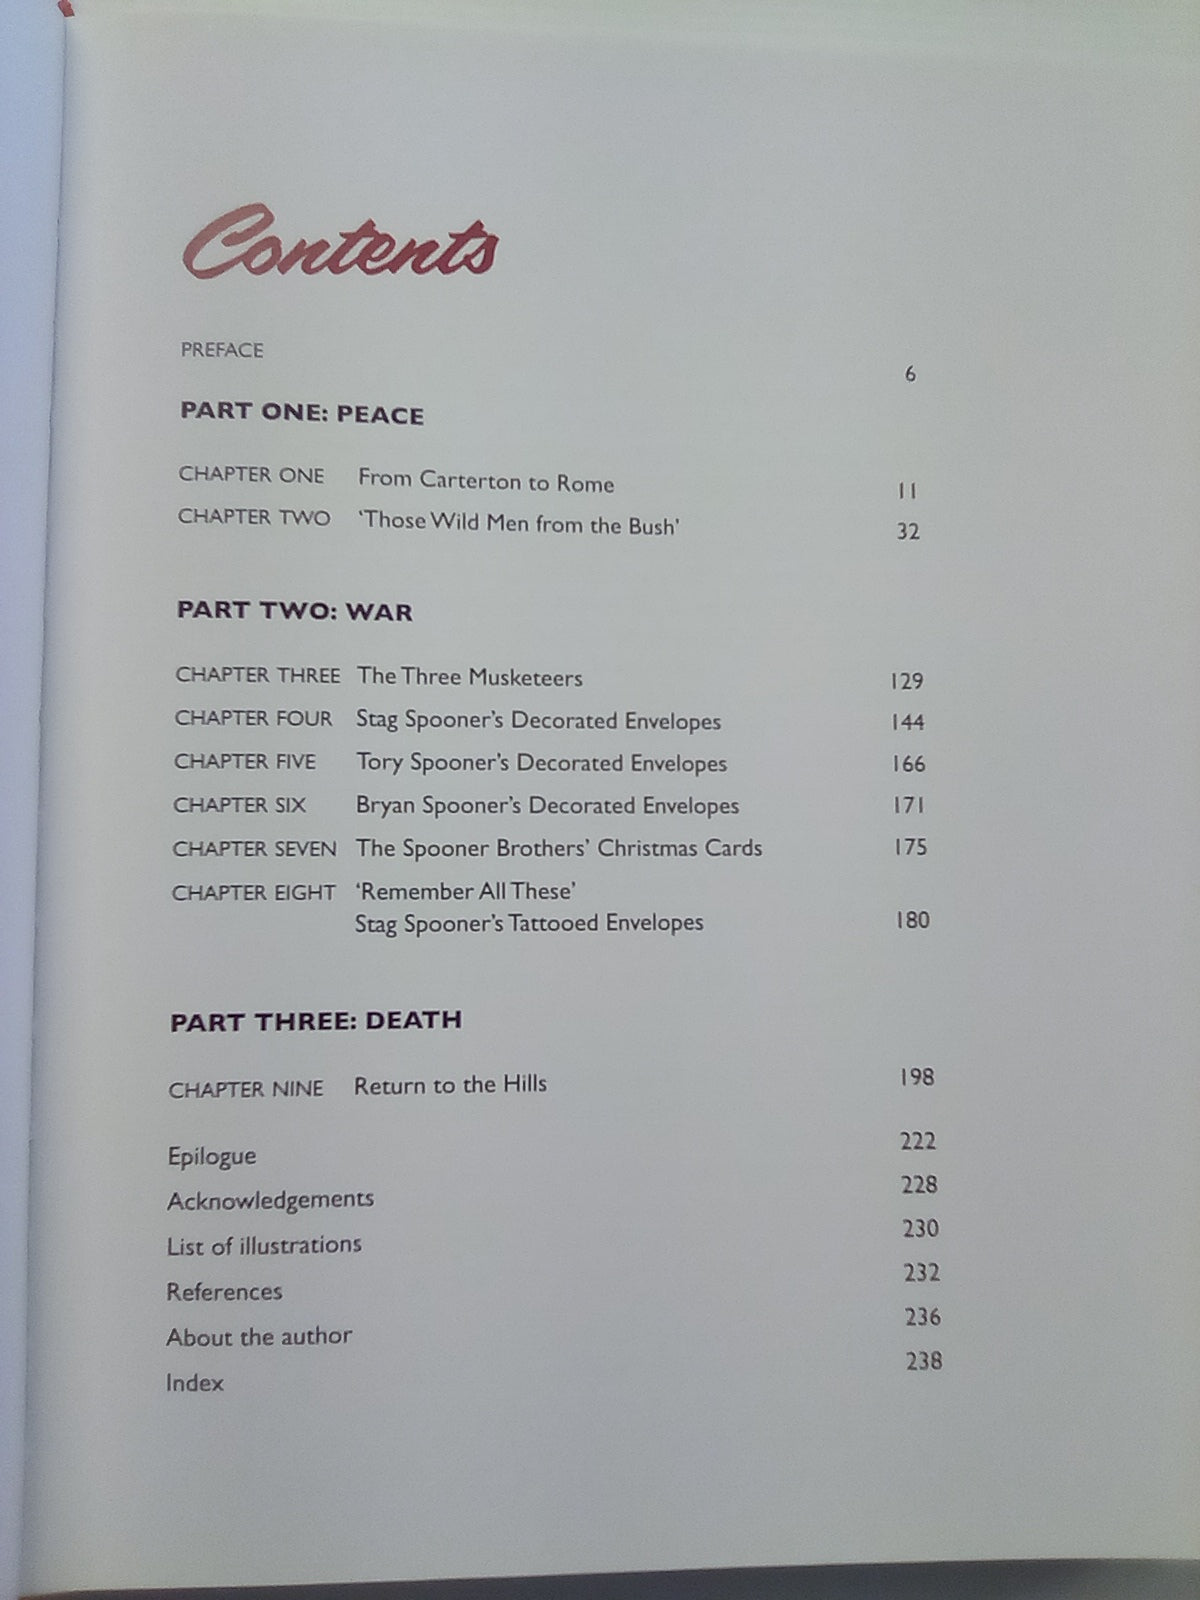 Contents
PREFACE 6
PART ONE: PEACE
CHAPTER ONE From Carterton to Rome 11
CHAPTER TWO ‘Those Wild Men from the Bush’ 32
PART TWO: WAR
CHAPTER THREE The Three Musketeers 129
CHAPTER FOUR Stag Spooner’s Decorated Envelopes 144
CHAPTER FIVE Tory Spooner’s Decorated Envelopes 166
CHAPTER SIX Bryan Spooner’s Decorated Envelopes 171
CHAPTER SEVEN The Spooner Brothers’ Christmas Cards 175
CHAPTER EIGHT ‘Remember All These’
Stag Spooner’s Tattooed Envelopes 180
PART THREE: DEATH
CHAPTER NINE Return to the Hills 198
Epilogue 222
Acknowledgements 228
List of illustrations 230
References 232
About the author 236
Index 238